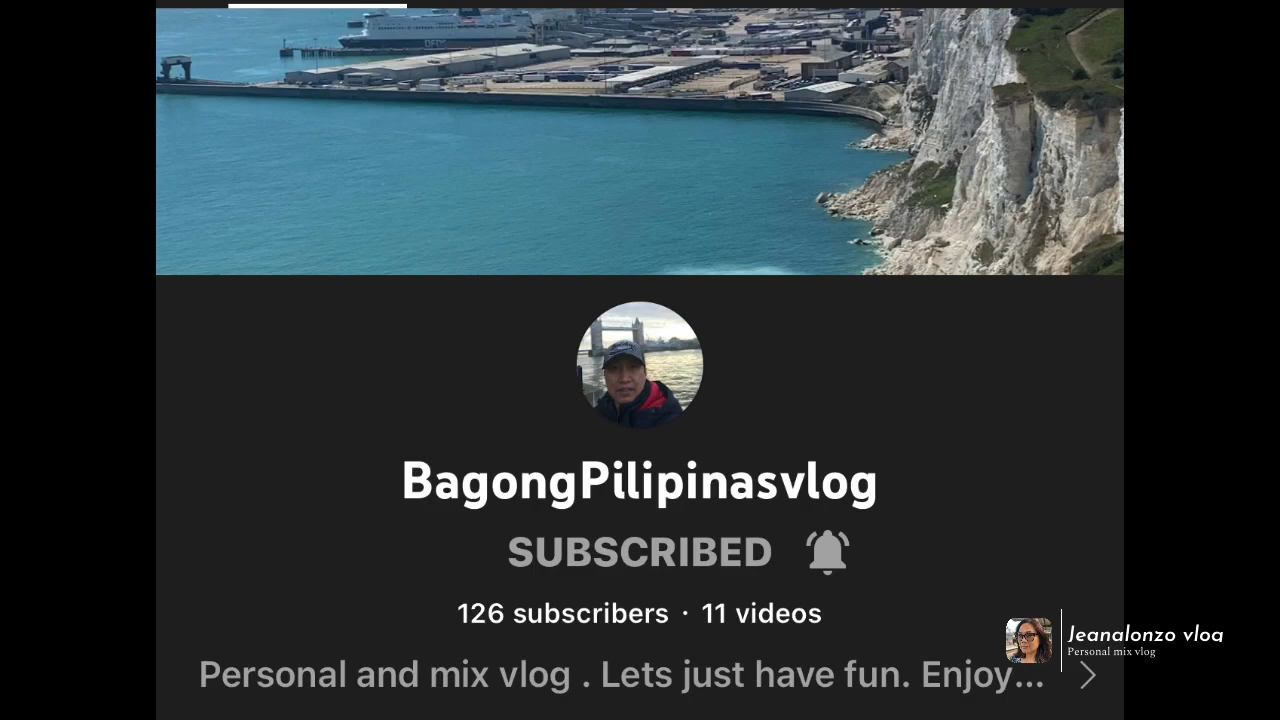 DFDS
BagongPilipinasvlog
SUBSCRIBED
126 subscribers · 11 videos
Personal and mix vlog . Lets just have fun. Enjoy...
Jeanalonzo vlog
Personal mix vlog